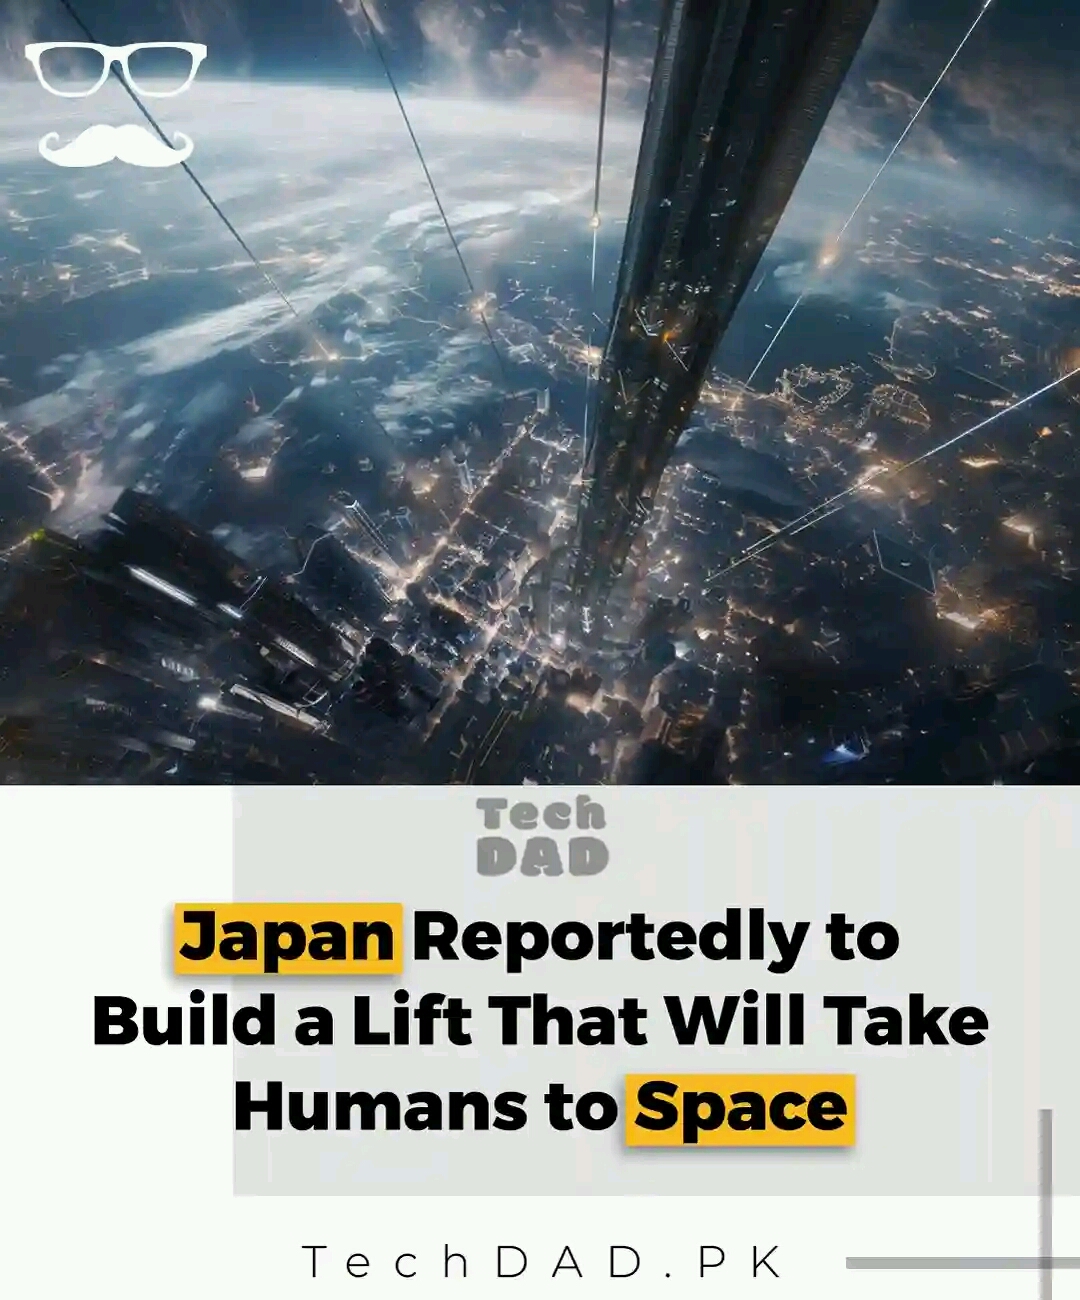 Tech
DAD
Japan Reportedly to
Build a Lift That Will Take
Humans to Space
TechDAD.PK